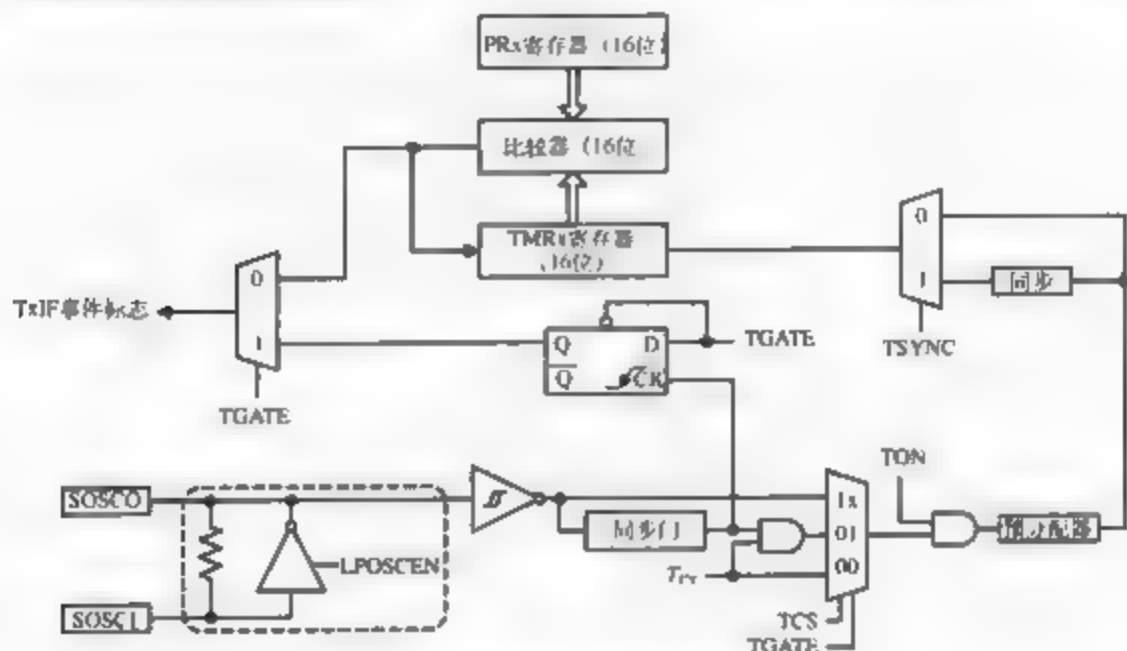 PRx寄存器（16位）
比较器（16位
TMRx寄存器
（16位）
0
1
同步
TSYNC
0
1
TxIF事件标志
TGATE
Q
D
Q
CK
TGATE
SOSCO
SOSCI
LPOSCEN
同步门
1x
01
00
TCS
TGATE
TON